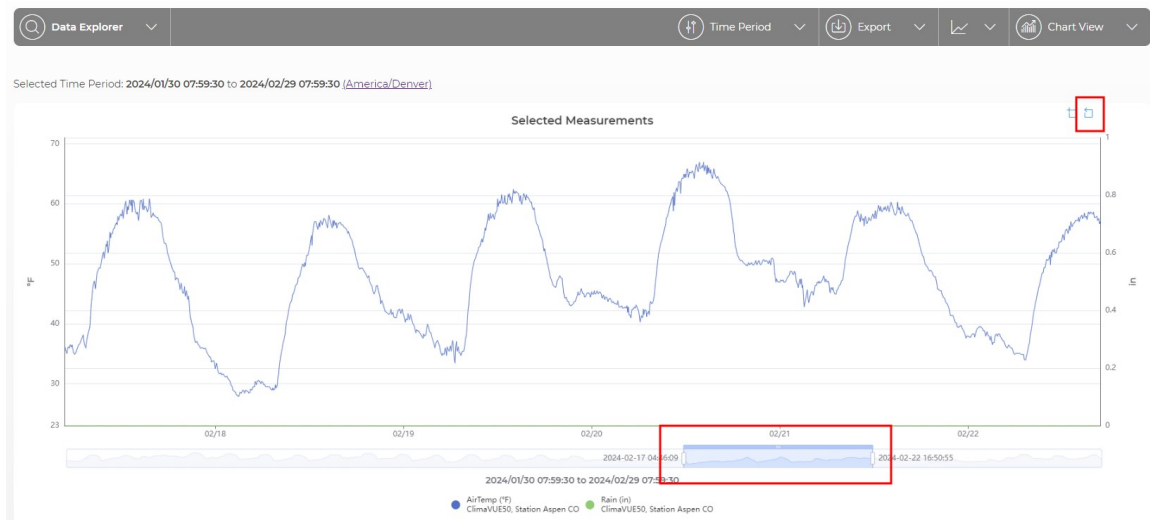 Data Explorer Time Period Export Chart View
Selected Time Period: 2024/01/30 07:59:30 to 2024/02/29 07:59:30 (America/Denver)
Selected Measurements
70 1
60 0.8
50 0.6
°F in
40 0.4
30 0.2
23 0
02/18 02/19 02/20 02/21 02/22
2024-02-17 04:46:09 2024-02-22 16:50:55
2024/01/30 07:59:30 to 2024/02/29 07:59:30
AirTemp (°F) Rain (in)
ClimaVUE50, Station Aspen CO ClimaVUE50, Station Aspen CO